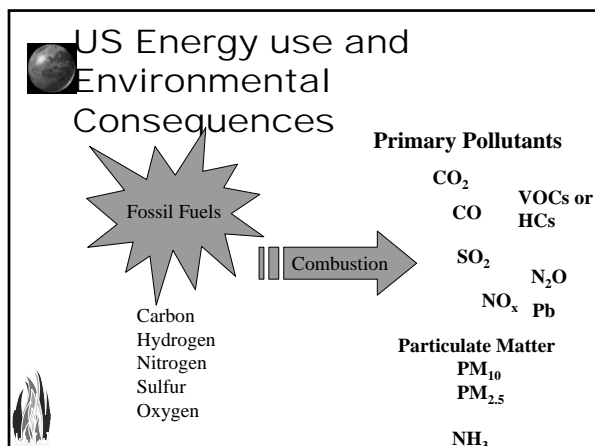 US Energy use and
Environmental
Consequences
Primary Pollutants
Fossil Fuels
Combustion
Carbon
Hydrogen
Nitrogen
Sulfur
Oxygen
CO₂
CO
VOCs or
HCs
SO₂
N₂O
NOₓ
Pb
Particulate Matter
PM₁₀
PM₂.₅
NH₃